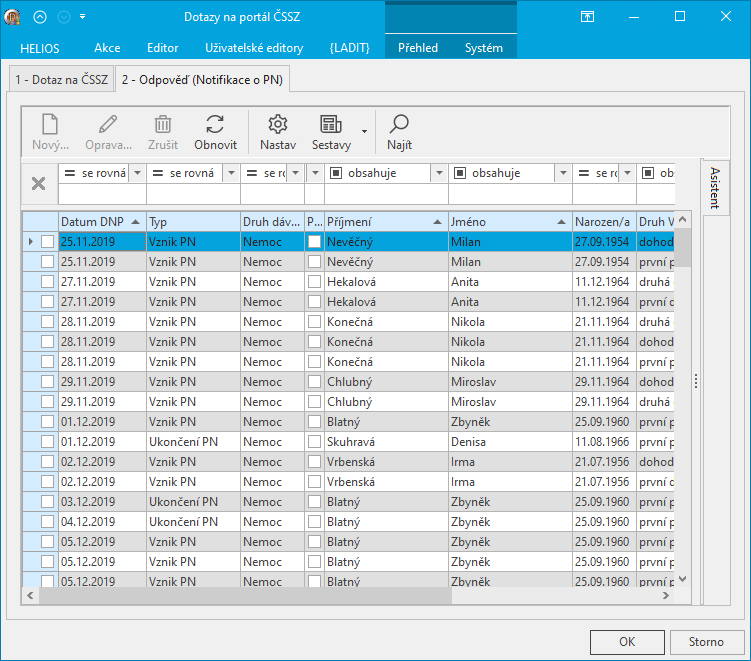 Dotazy na portál ČSSZ
HELIOS Akce Editor Uživatelské editory {LADIT} Přehled Systém
1 - Dotaz na ČSSZ 2 - Odpověď (Notifikace o PN)
Nový... Oprava... Zrušit Obnovit Nastav Sestavy Najít
= se rovná = se rovná = se ro obsahuje obsahuje = se ro ob
Asistent
Datum DNP Typ Druh dáv... P... Příjmení Jméno Narozen/a Druh V
25.11.2019 Vznik PN Nemoc Nevěčný Milan 27.09.1954 dohod
25.11.2019 Vznik PN Nemoc Nevěčný Milan 27.09.1954 první p
27.11.2019 Vznik PN Nemoc Hekalová Anita 11.12.1964 druhá
27.11.2019 Vznik PN Nemoc Hekalová Anita 11.12.1964 první d
28.11.2019 Vznik PN Nemoc Konečná Nikola 21.11.1964 druhá
28.11.2019 Vznik PN Nemoc Konečná Nikola 21.11.1964 dohod
28.11.2019 Vznik PN Nemoc Konečná Nikola 21.11.1964 první p
29.11.2019 Vznik PN Nemoc Chlubný Miroslav 29.11.1964 dohod
29.11.2019 Vznik PN Nemoc Chlubný Miroslav 29.11.1964 druhá
01.12.2019 Vznik PN Nemoc Blatný Zbyněk 25.09.1960 první p
01.12.2019 Ukončení PN Nemoc Skuhravá Denisa 11.08.1966 první p
02.12.2019 Vznik PN Nemoc Vrbenská Irma 21.07.1956 dohod
02.12.2019 Vznik PN Nemoc Vrbenská Irma 21.07.1956 první p
03.12.2019 Ukončení PN Nemoc Blatný Zbyněk 25.09.1960 první p
04.12.2019 Ukončení PN Nemoc Blatný Zbyněk 25.09.1960 první p
05.12.2019 Vznik PN Nemoc Blatný Zbyněk 25.09.1960 první p
05.12.2019 Vznik PN Nemoc Blatný Zbyněk 25.09.1960 první p
05.12.2019 Vznik PN Nemoc Blatný Zbyněk 25.09.1960 první p
OK Storno